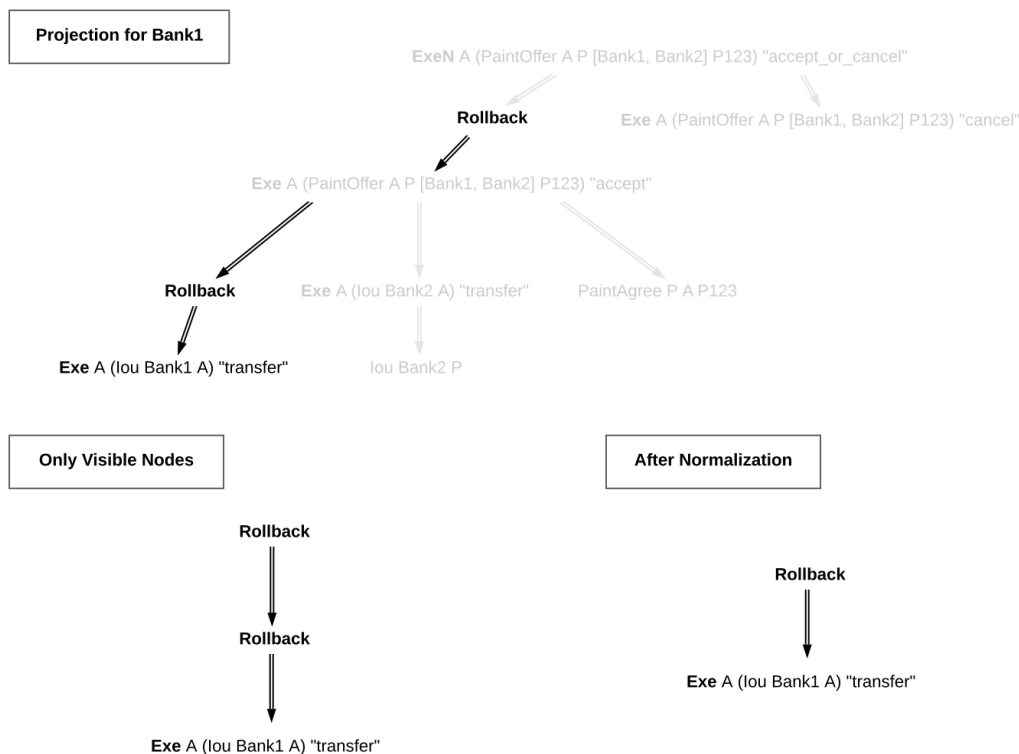 Projection for Bank1
ExeN A (PaintOffer A P [Bank1, Bank2] P123) "accept_or_cancel"
Rollback
Exe A (PaintOffer A P [Bank1, Bank2] P123) "cancel"
Exe A (PaintOffer A P [Bank1, Bank2] P123) "accept"
Rollback
Exe A (Iou Bank2 A) "transfer"
PaintAgree P A P123
Exe A (Iou Bank1 A) "transfer"
Iou Bank2 P
Only Visible Nodes
Rollback
Rollback
Exe A (Iou Bank1 A) "transfer"
After Normalization
Rollback
Exe A (Iou Bank1 A) "transfer"